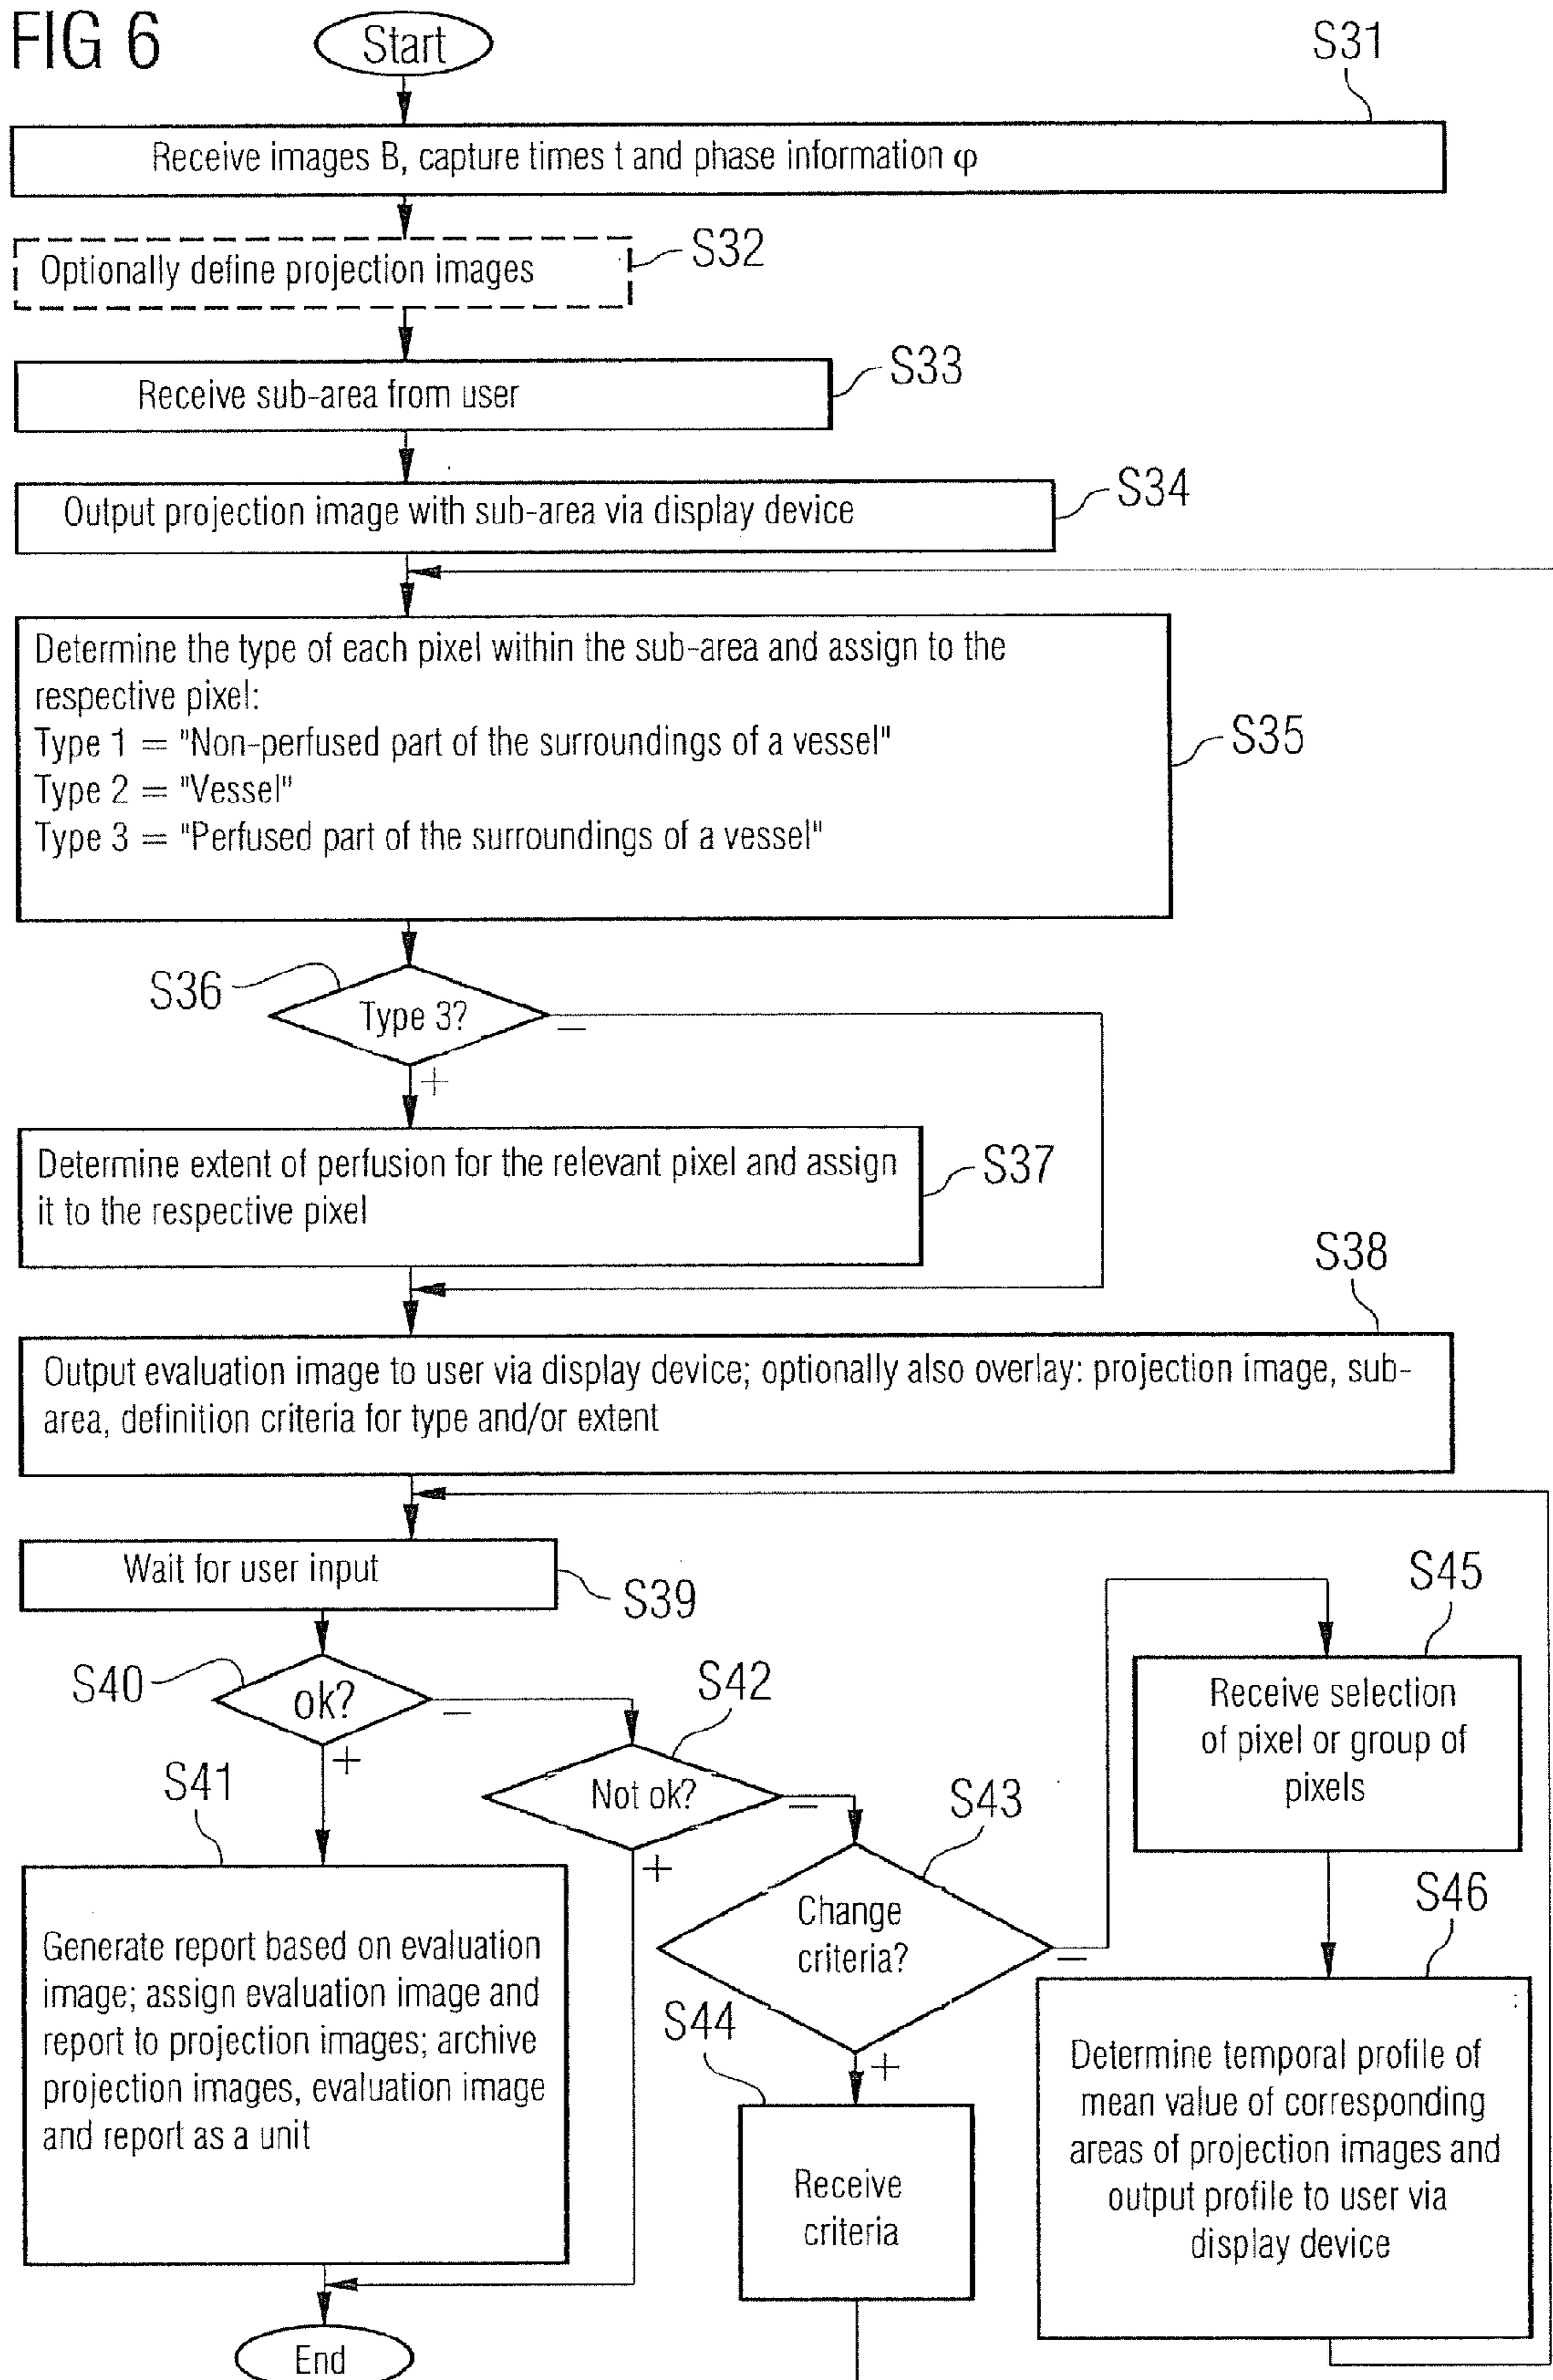 FIG 6
Start
S31
Receive images B, capture times t and phase information φ
S32
Optionally define projection images
S33
Receive sub-area from user
S34
Output projection image with sub-area via display device
Determine the type of each pixel within the sub-area and assign to the
respective pixel:
Type 1 = "Non-perfused part of the surroundings of a vessel"
Type 2 = "Vessel"
Type 3 = "Perfused part of the surroundings of a vessel"
S35
S36
Type 3?
–
+
Determine extent of perfusion for the relevant pixel and assign
it to the respective pixel
S37
S38
Output evaluation image to user via display device; optionally also overlay: projection image, sub-
area, definition criteria for type and/or extent
Wait for user input
S39
S40
ok?
–
+
S42
Not ok?
–
+
S41
Generate report based on evaluation
image; assign evaluation image and
report to projection images; archive
projection images, evaluation image
and report as a unit
S43
Change
criteria?
–
+
S44
Receive
criteria
S45
Receive selection
of pixel or group of
pixels
S46
Determine temporal profile of
mean value of corresponding
areas of projection images and
output profile to user via
display device
End